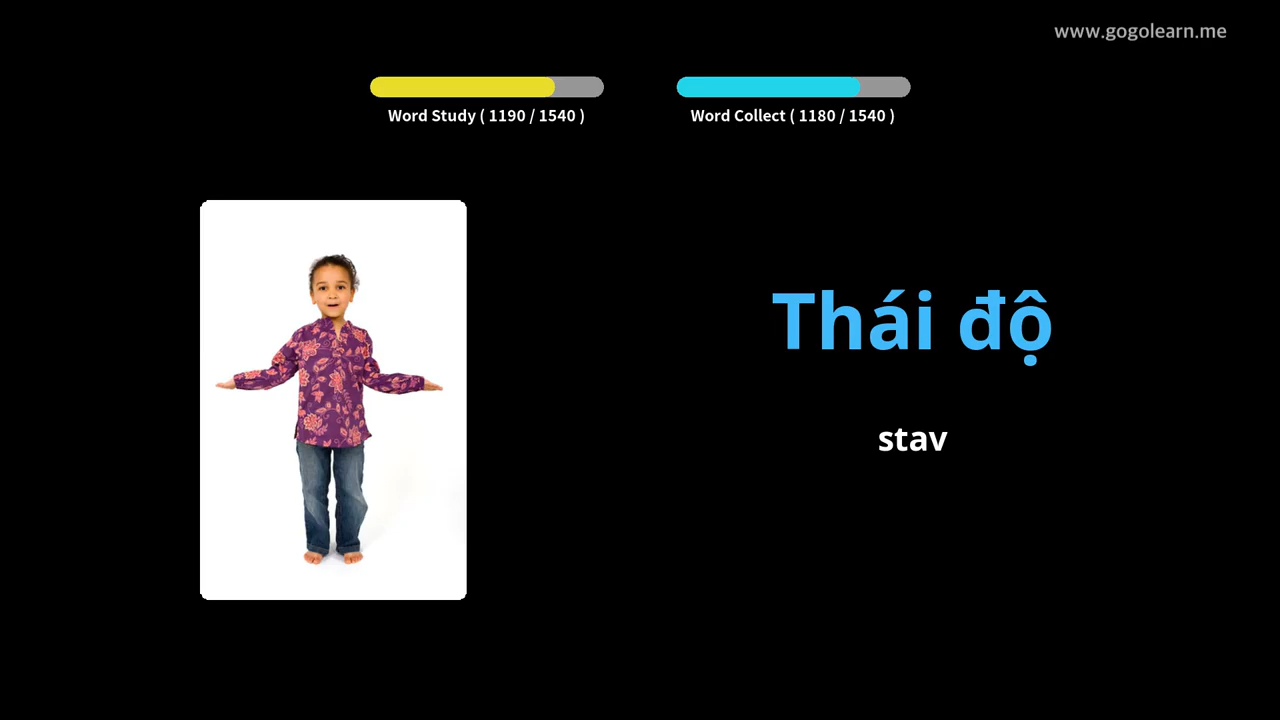 www.gogolearn.me
Word Study ( 1190 / 1540 )
Word Collect ( 1180 / 1540 )
Thái độ
stav